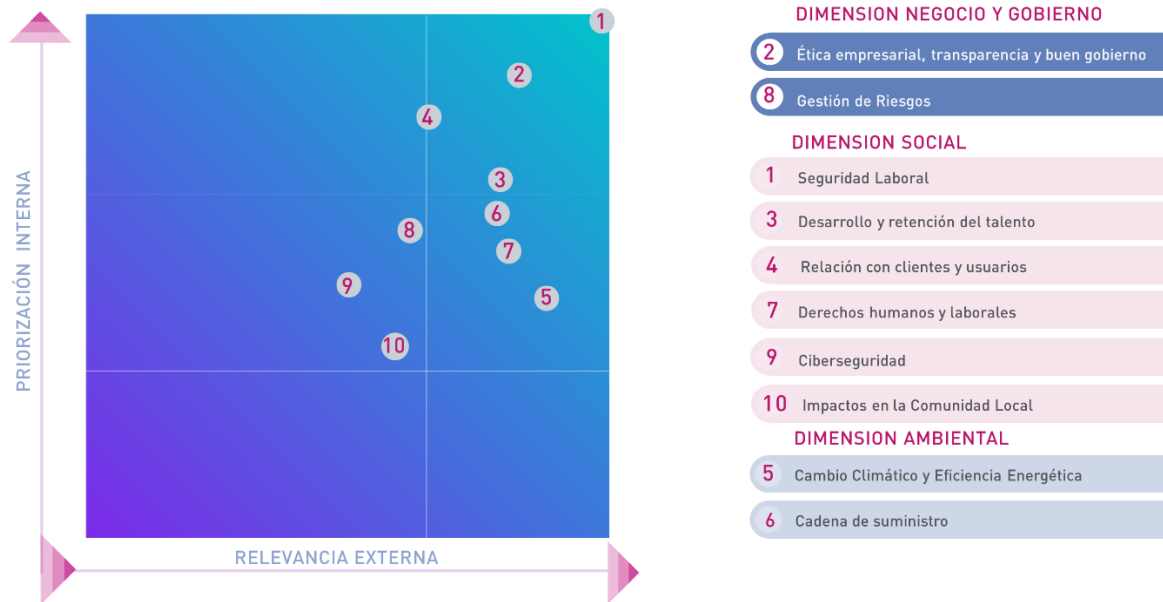 PRIORIZACIÓN INTERNA
1
2
4
3
6
8
7
9
5
10
RELEVANCIA EXTERNA
DIMENSION NEGOCIO Y GOBIERNO
2 Ética empresarial, transparencia y buen gobierno
8 Gestión de Riesgos
DIMENSION SOCIAL
1 Seguridad Laboral
3 Desarrollo y retención del talento
4 Relación con clientes y usuarios
7 Derechos humanos y laborales
9 Ciberseguridad
10 Impactos en la Comunidad Local
DIMENSION AMBIENTAL
5 Cambio Climático y Eficiencia Energética
6 Cadena de suministro